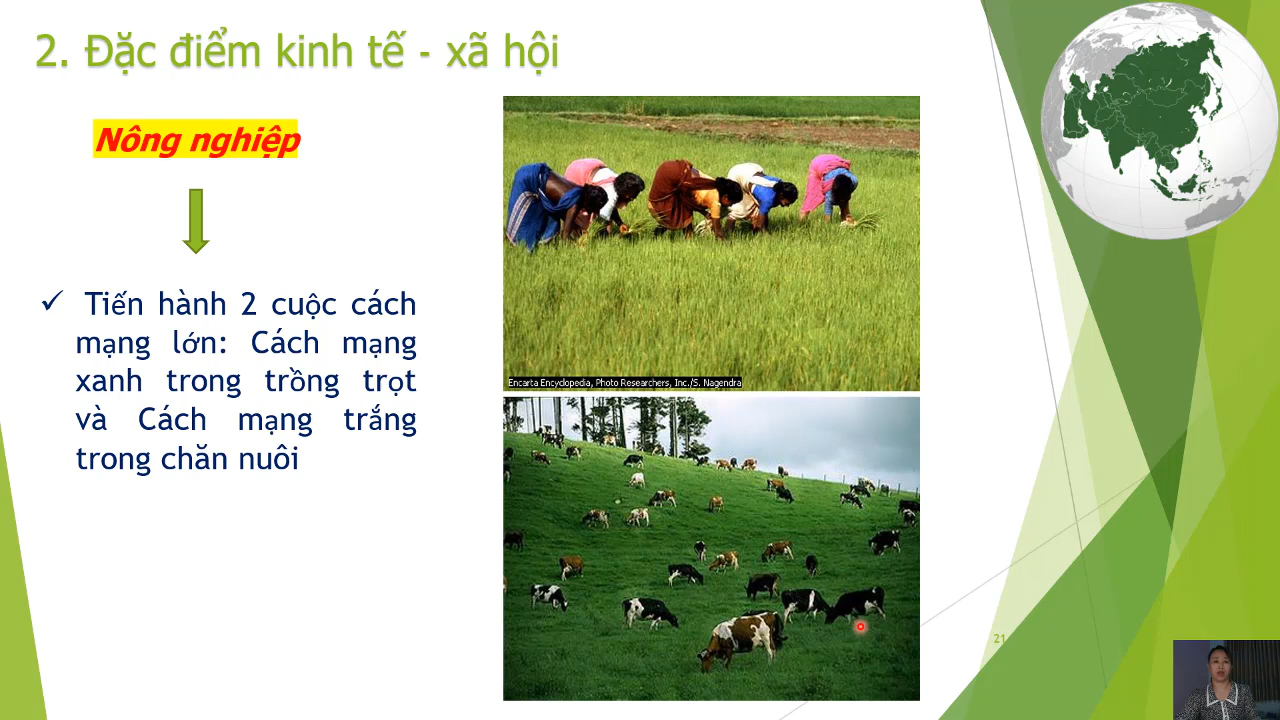 2. Đặc điểm kinh tế - xã hội
Nông nghiệp
✓ Tiến hành 2 cuộc cách
mạng lớn: Cách mạng
xanh trong trồng trọt
và Cách mạng trắng
trong chăn nuôi
Encarta Encyclopedia, Photo Researchers, Inc./S. Nagendra
21